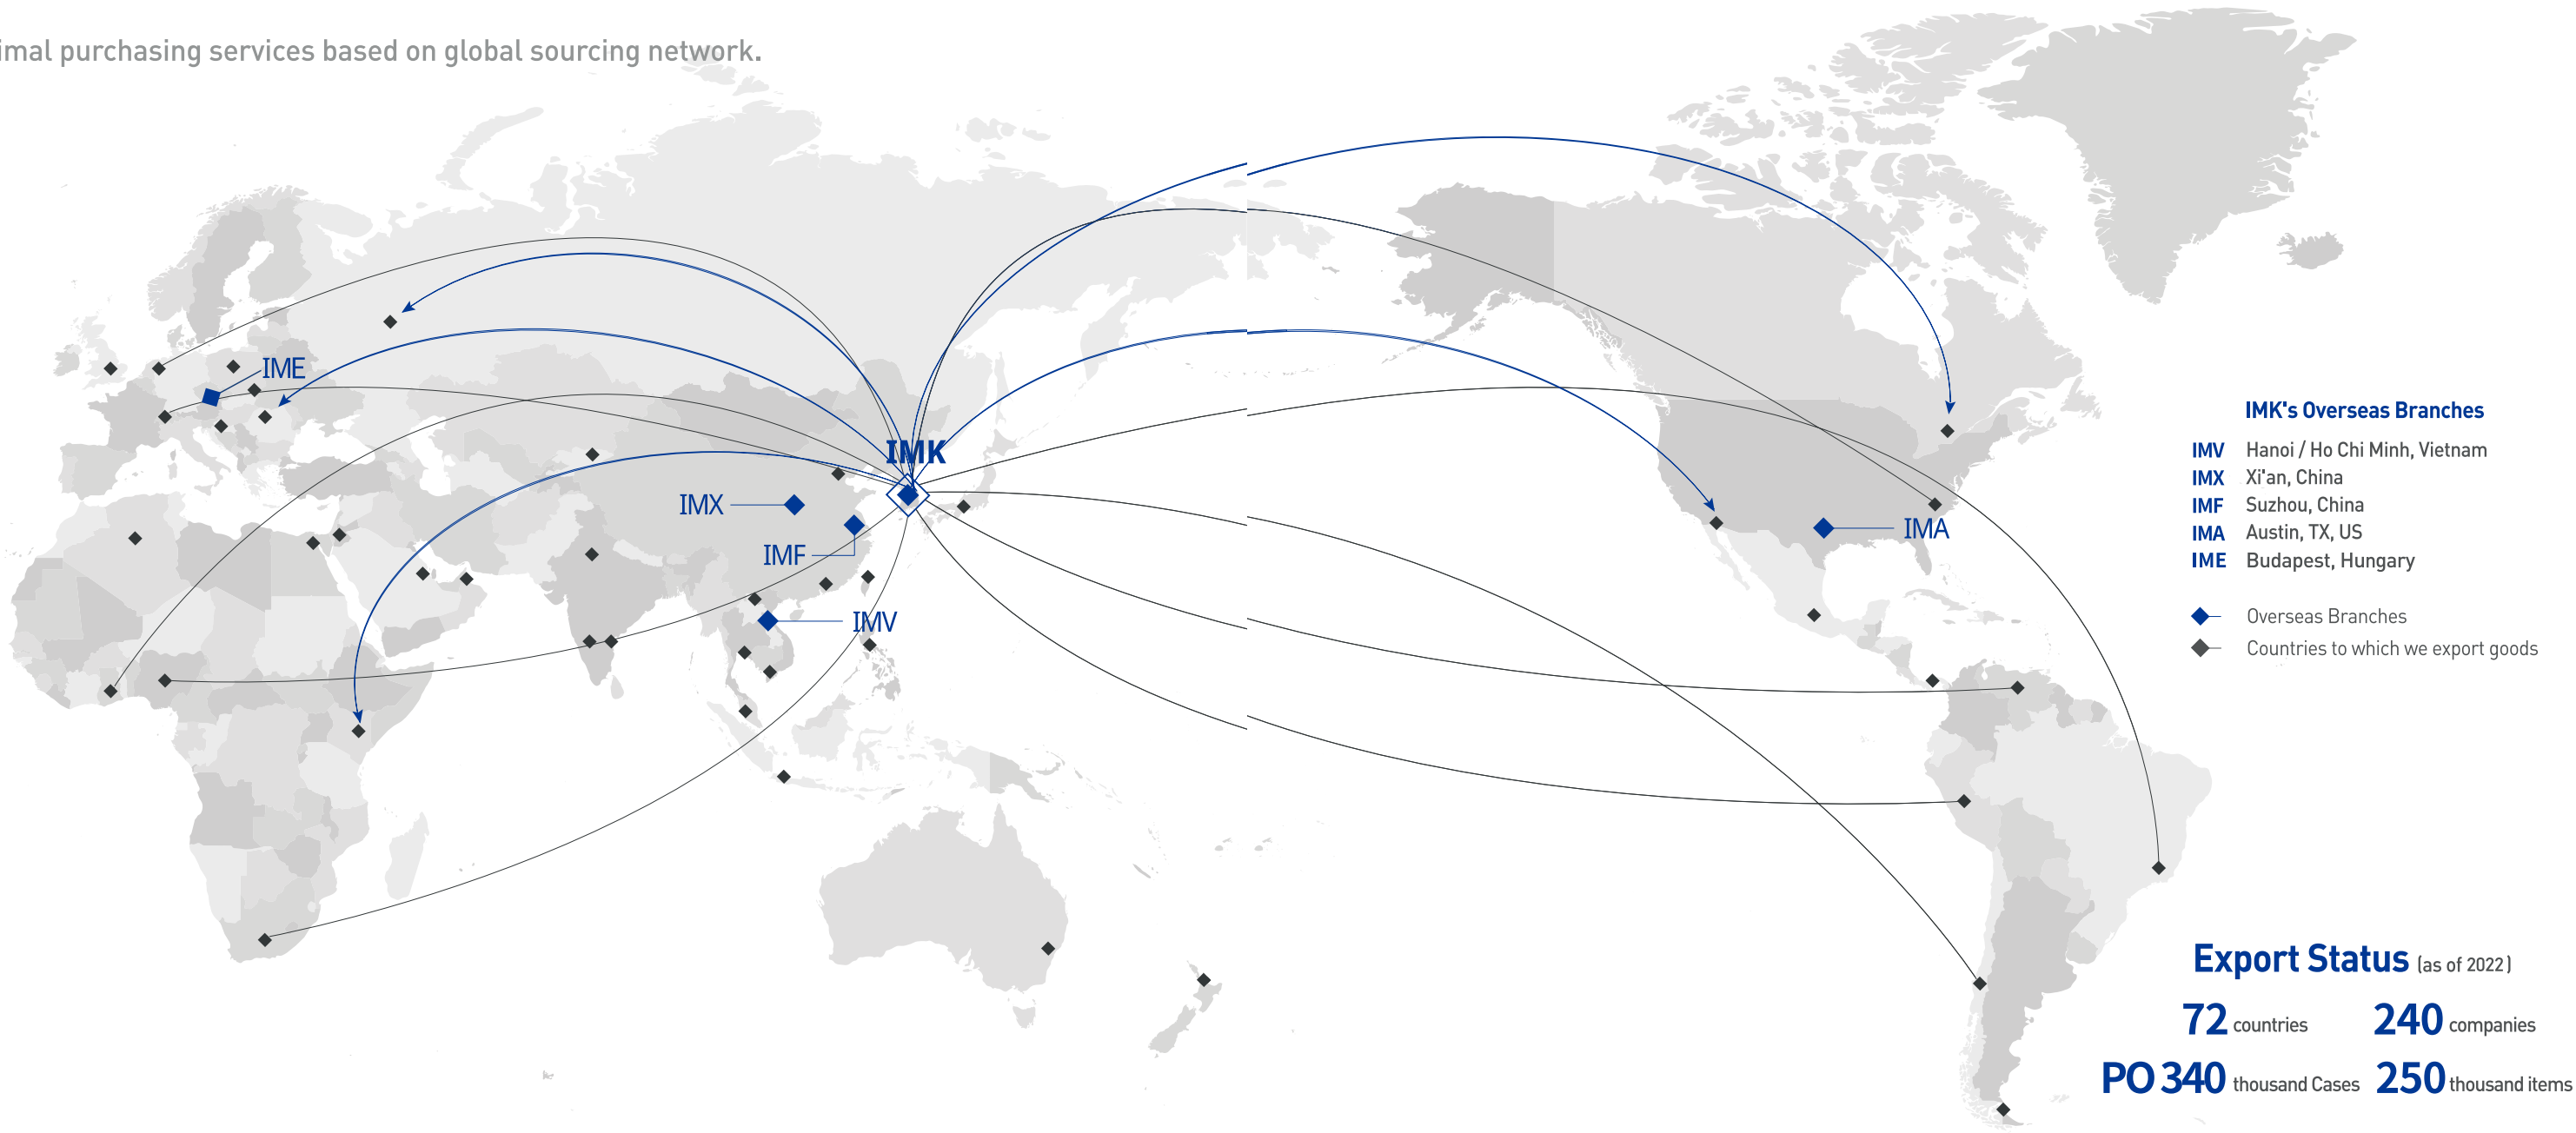 purchasing services based on global sourcing network.
IME
IMK
IMX
IMF
IMV
IMA
IMK's Overseas Branches
IMV Hanoi / Ho Chi Minh, Vietnam
IMX Xi'an, China
IMF Suzhou, China
IMA Austin, TX, US
IME Budapest, Hungary
Overseas Branches
Countries to which we export goods
Export Status (as of 2022)
72 countries 240 companies
PO 340 thousand Cases 250 thousand items